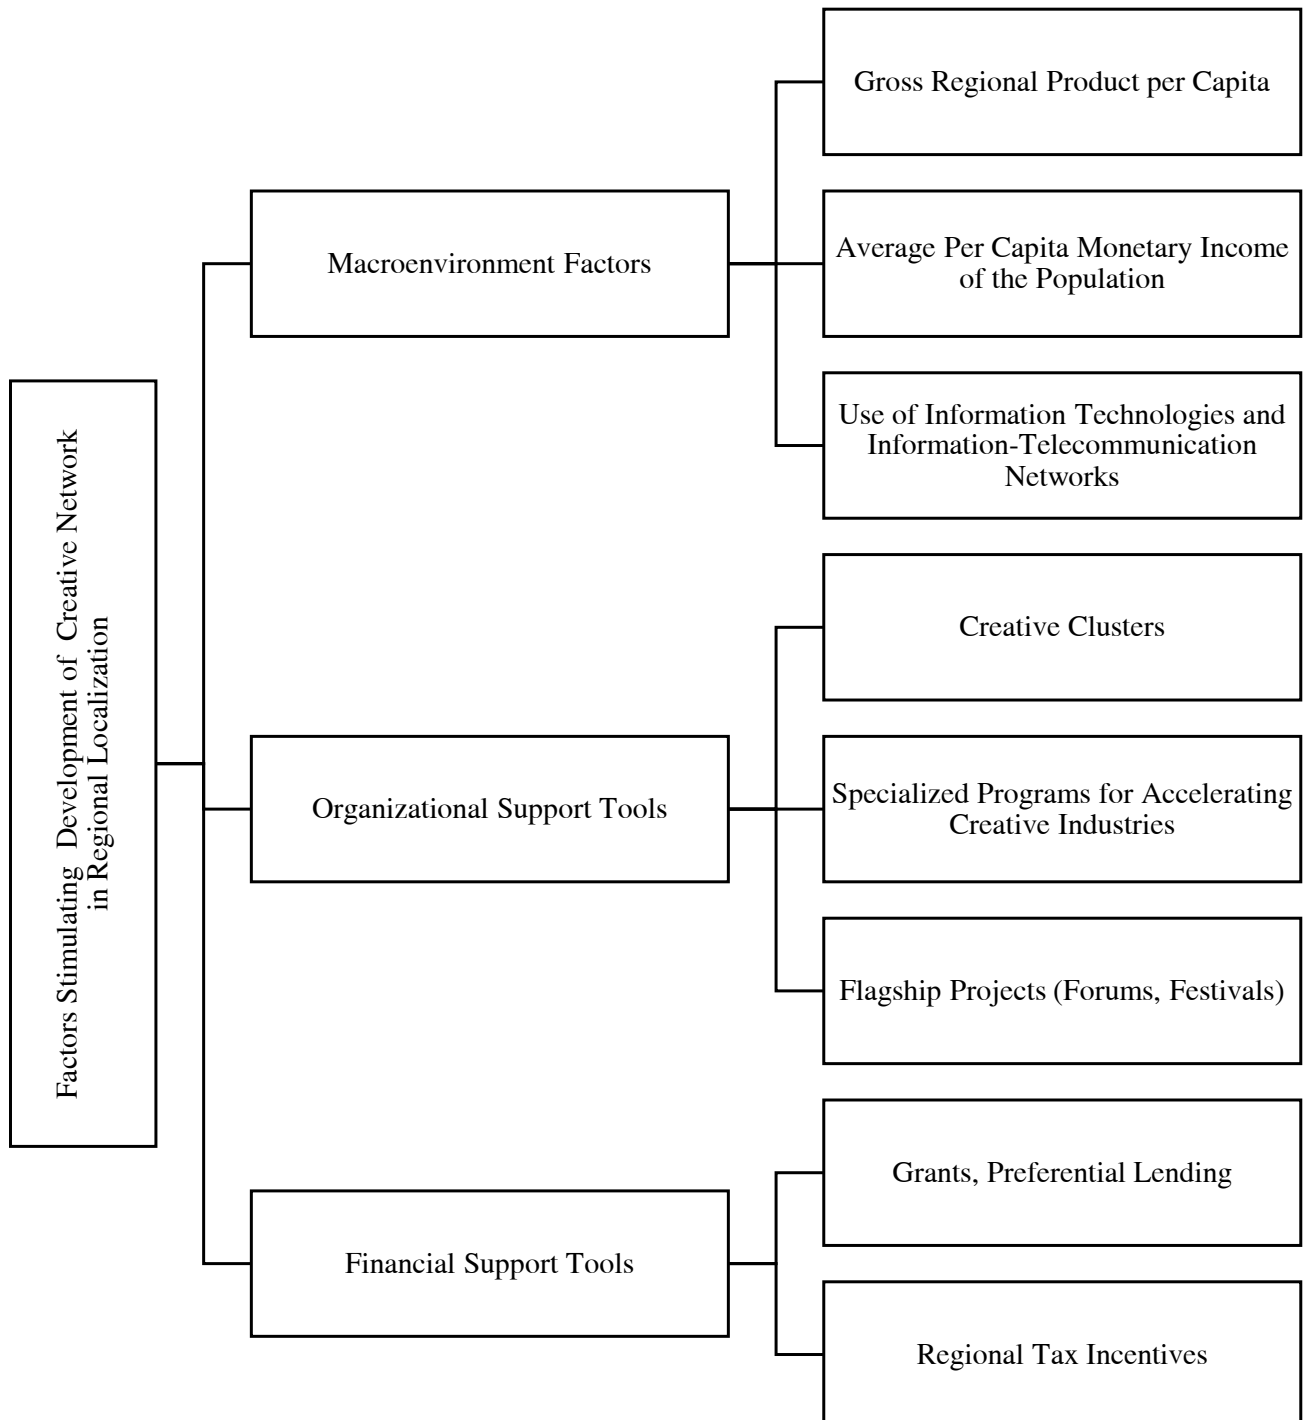 Factors Stimulating Development of Creative Network
in Regional Localization
Macroenvironment Factors
Gross Regional Product per Capita
Average Per Capita Monetary Income
of the Population
Use of Information Technologies and
Information-Telecommunication
Networks
Organizational Support Tools
Creative Clusters
Specialized Programs for Accelerating
Creative Industries
Flagship Projects (Forums, Festivals)
Financial Support Tools
Grants, Preferential Lending
Regional Tax Incentives